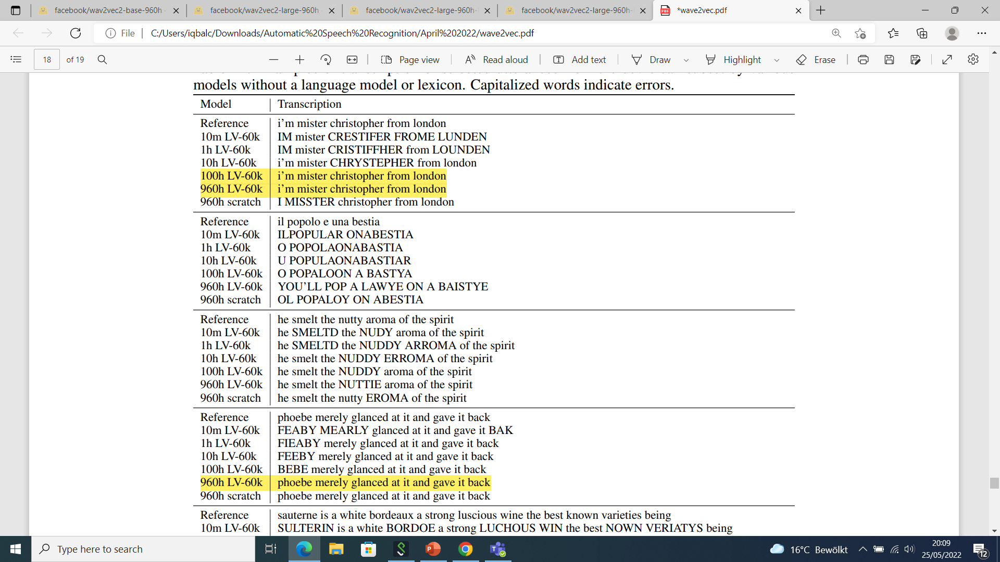 facebook/wav2vec2-base-960h
facebook/wav2vec2-large-960h
facebook/wav2vec2-large-960h-
facebook/wav2vec2-large-960h-
*wave2vec.pdf
File C:/Users/iqbalc/Downloads/Automatic%20Speech%20Recognition/April%202022/wave2vec.pdf
18 of 19 Page view Read aloud Add text Draw Highlight Erase
models without a language model or lexicon. Capitalized words indicate errors.
Model Transcription
Reference i'm mister christopher from london
10m LV-60k IM mister CRESTIFER FROME LUNDEN
1h LV-60k IM mister CRISTIFFHER from LOUNDEN
10h LV-60k i'm mister CHRYSTEPHER from london
100h LV-60k i'm mister christopher from london
960h LV-60k i'm mister christopher from london
960h scratch I MISSTER christopher from london
Reference il popolo e una bestia
10m LV-60k ILPOPULAR ONABESTIA
1h LV-60k O POPOLAONABASTIA
10h LV-60k U POPULAONABASTIAR
100h LV-60k O POPALOON A BASTYA
960h LV-60k YOU'LL POP A LAWYE ON A BAISTYE
960h scratch OL POPALOY ON ABESTIA
Reference he smelt the nutty aroma of the spirit
10m LV-60k he SMELTD the NUDY aroma of the spirit
1h LV-60k he SMELTD the NUDDY ARROMA of the spirit
10h LV-60k he smelt the NUDDY ERROMA of the spirit
100h LV-60k he smelt the NUDDY aroma of the spirit
960h LV-60k he smelt the NUTTIE aroma of the spirit
960h scratch he smelt the nutty EROMA of the spirit
Reference phoebe merely glanced at it and gave it back
10m LV-60k FEABY MEARLY glanced at it and gave it BAK
1h LV-60k FIEABY merely glanced at it and gave it back
10h LV-60k FEEBY merely glanced at it and gave it back
100h LV-60k BEBE merely glanced at it and gave it back
960h LV-60k phoebe merely glanced at it and gave it back
960h scratch phoebe merely glanced at it and gave it back
Reference sauterne is a white bordeaux a strong luscious wine the best known varieties being
10m LV-60k SULTERIN is a white BORDOE a strong LUCHOUS WIN the best NOWN VERIATYS being
Type here to search
16°C Bewölkt
20:09
25/05/2022
12